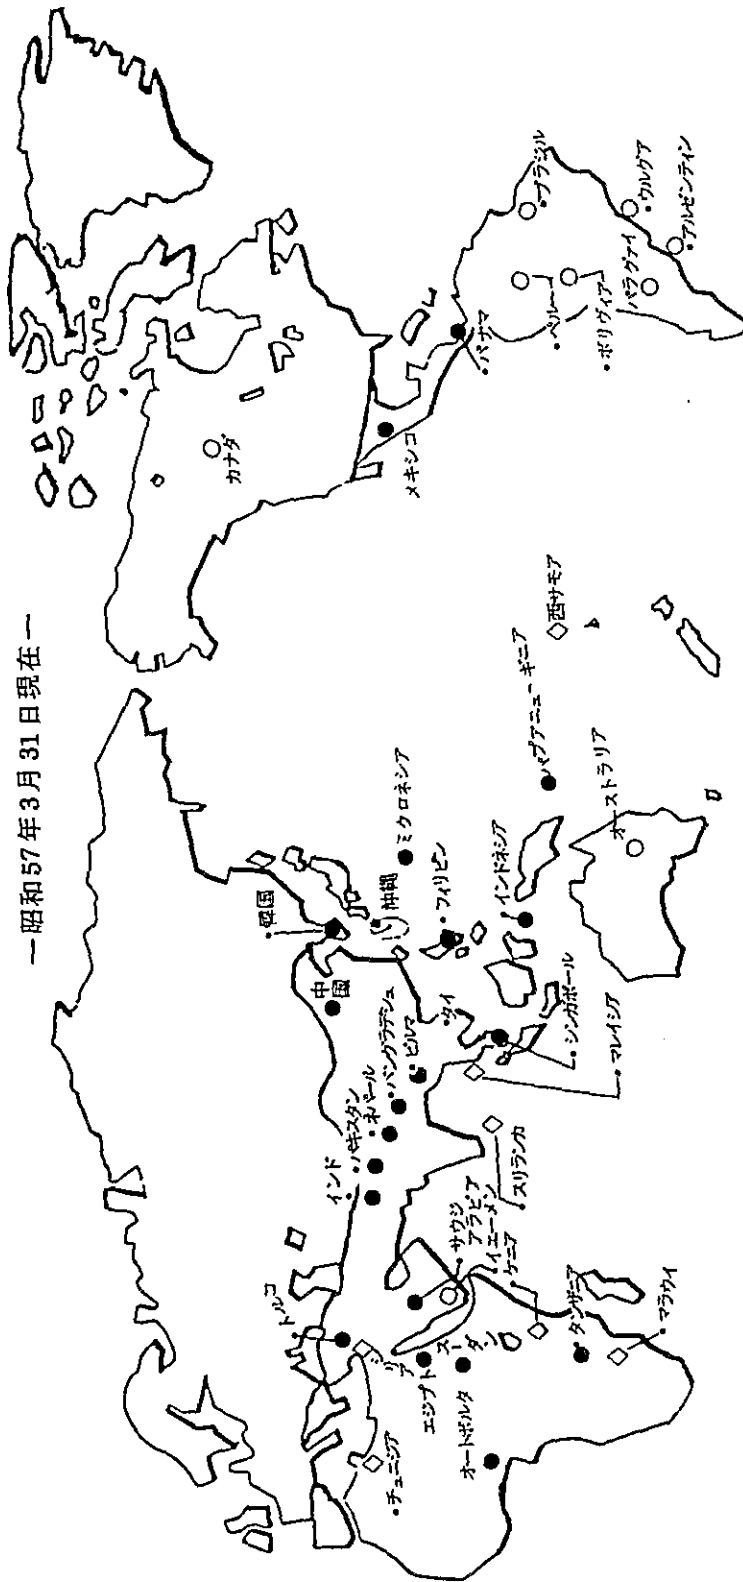 ―昭和57年3月31日現在―
カナダ
メキシコ
パナマ
ブラジル
ペルー
ボリヴィアー
パラグァイ
ウルグア
アルゼンティン
西サモア
パプアニューギニア
オーストラリア
ミクロネシア
インドネシア
フィリピン
沖縄
韓国
中国
タイ
シンガポール
マレイシア
ビルマ
バングラデシュ
ネパール
パキスタン
インド
スリランカ
サウジ
アラビア
イエーメン
ケニア
タンザニア
マラウイ
トルコ
シリア
スーダン
エジプト
オートボルタ
チュニジア